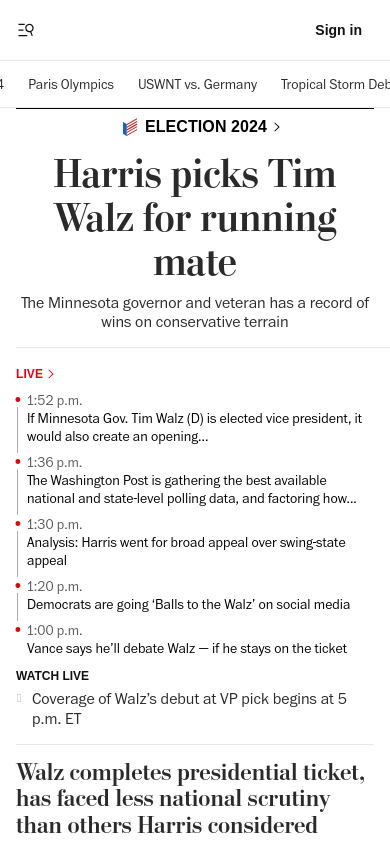 Sign in
4 Paris Olympics USWNT vs. Germany Tropical Storm Deb
ELECTION 2024
Harris picks Tim
Walz for running
mate
The Minnesota governor and veteran has a record of
wins on conservative terrain
LIVE
1:52 p.m.
If Minnesota Gov. Tim Walz (D) is elected vice president, it
would also create an opening...
1:36 p.m.
The Washington Post is gathering the best available
national and state-level polling data, and factoring how...
1:30 p.m.
Analysis: Harris went for broad appeal over swing-state
appeal
1:20 p.m.
Democrats are going ‘Balls to the Walz’ on social media
1:00 p.m.
Vance says he’ll debate Walz — if he stays on the ticket
WATCH LIVE
Coverage of Walz’s debut at VP pick begins at 5
p.m. ET
Walz completes presidential ticket,
has faced less national scrutiny
than others Harris considered